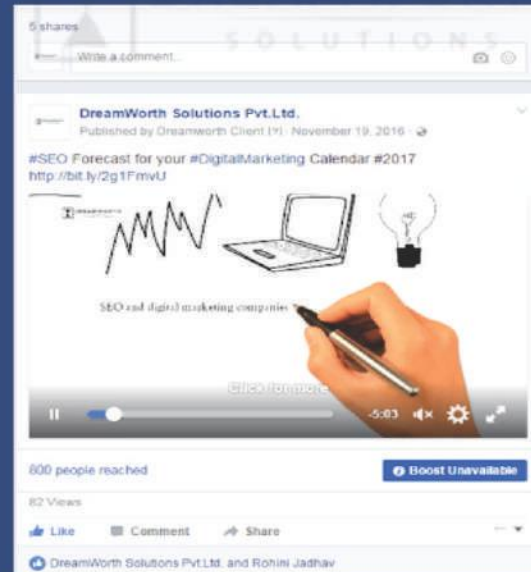 SOLUTIONS
5 shares
Write a comment...
DreamWorth Solutions Pvt.Ltd.
Published by Dreamworth Client [?] · November 19, 2016 ·
#SEO Forecast for your #DigitalMarketing Calendar #2017
http://bit.ly/2g1FmvU
SEO and digital marketing companies
Click for more
-5:03
800 people reached
Boost Unavailable
82 Views
Like Comment Share
DreamWorth Solutions Pvt.Ltd. and Rohini Jadhav